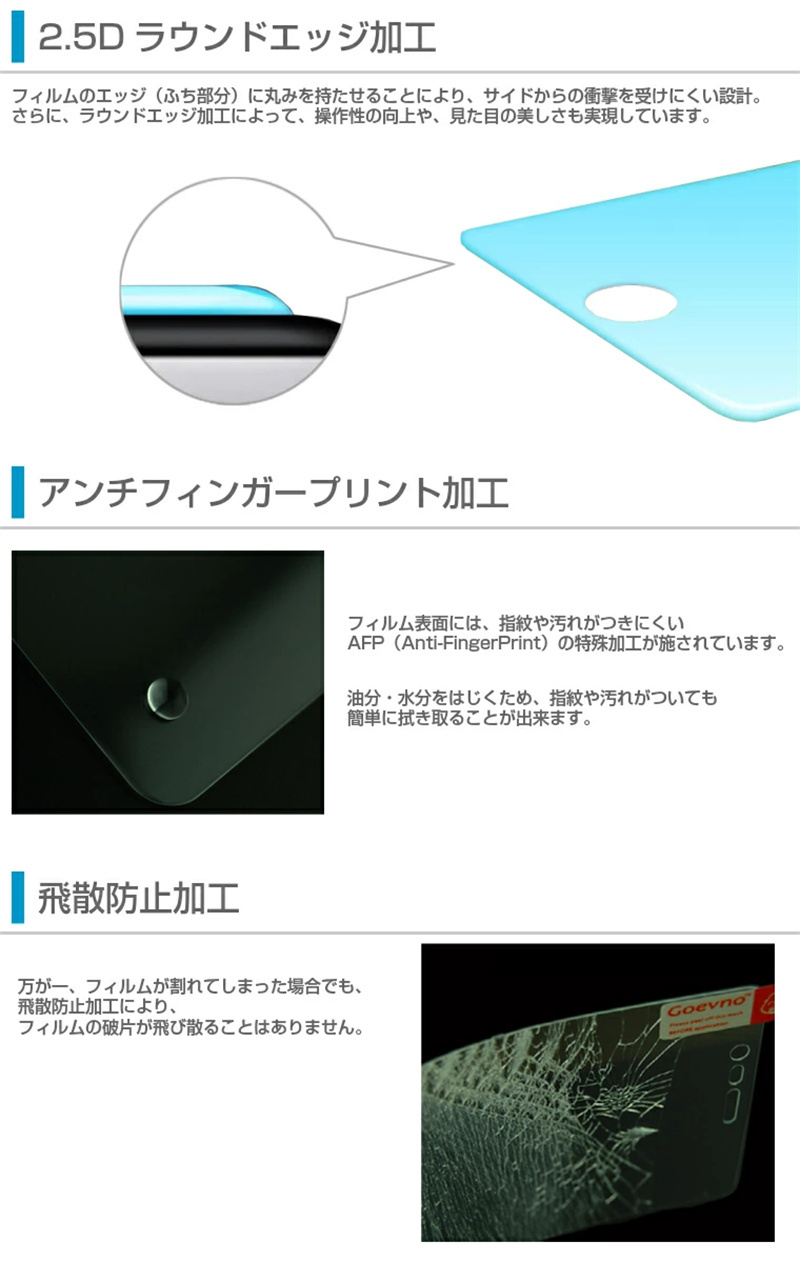 2.5D ラウンドエッジ加工
フィルムのエッジ（ふち部分）に丸みを持たせることにより、サイドからの衝撃を受けにくい設計。
さらに、ラウンドエッジ加工によって、操作性の向上や、見た目の美しさも実現しています。
アンチフィンガープリント加工
フィルム表面には、指紋や汚れがつきにくい
AFP（Anti-FingerPrint）の特殊加工が施されています。
油分・水分をはじくため、指紋や汚れがついても
簡単に拭き取ることが出来ます。
飛散防止加工
万が一、フィルムが割れてしまった場合でも、
飛散防止加工により、
フィルムの破片が飛び散ることはありません。
Goevno™